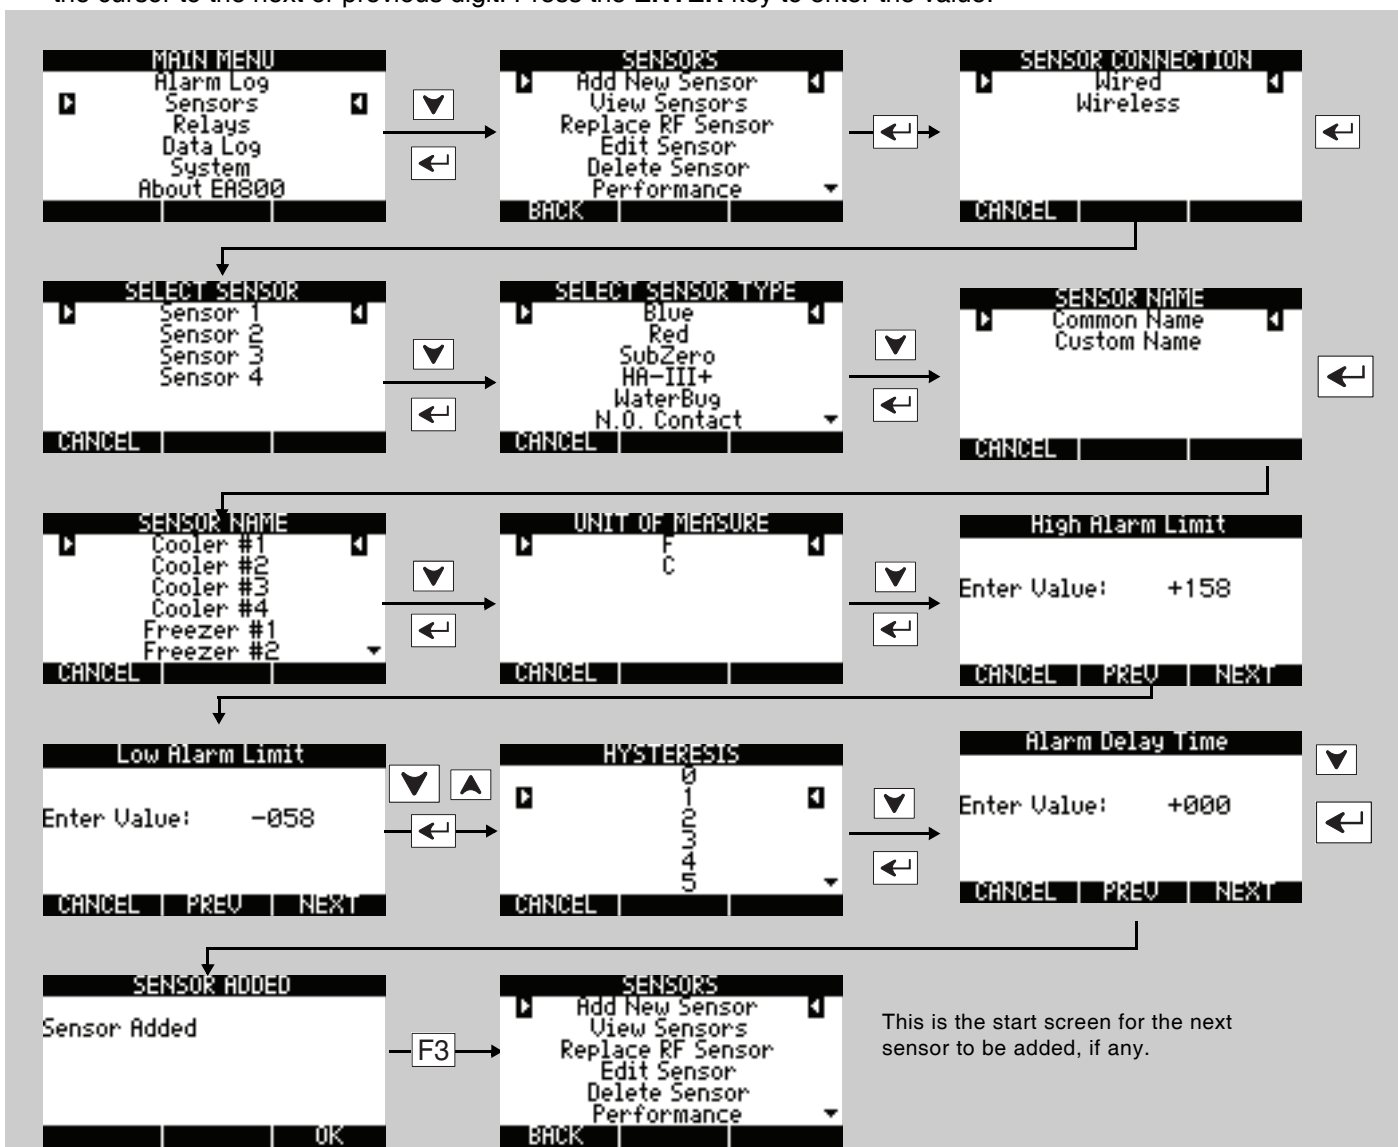 the cursor to the next or previous digit. Press the ENTER key to enter the value.
MAIN MENU
Alarm Log
Sensors
Relays
Data Log
System
About EA800
SENSORS
Add New Sensor
View Sensors
Replace RF Sensor
Edit Sensor
Delete Sensor
Performance
BACK
SENSOR CONNECTION
Wired
Wireless
CANCEL
SELECT SENSOR
Sensor 1
Sensor 2
Sensor 3
Sensor 4
CANCEL
SELECT SENSOR TYPE
Blue
Red
SubZero
HA-III+
WaterBug
N.O. Contact
CANCEL
SENSOR NAME
Common Name
Custom Name
CANCEL
SENSOR NAME
Cooler #1
Cooler #2
Cooler #3
Cooler #4
Freezer #1
Freezer #2
CANCEL
UNIT OF MEASURE
F
C
CANCEL
High Alarm Limit
Enter Value: +158
CANCEL PREV NEXT
Low Alarm Limit
Enter Value: -058
CANCEL PREV NEXT
HYSTERESIS
0
1
2
3
4
5
CANCEL
Alarm Delay Time
Enter Value: +000
CANCEL PREV NEXT
SENSOR ADDED
Sensor Added
OK
F3
SENSORS
Add New Sensor
View Sensors
Replace RF Sensor
Edit Sensor
Delete Sensor
Performance
BACK
This is the start screen for the next
sensor to be added, if any.